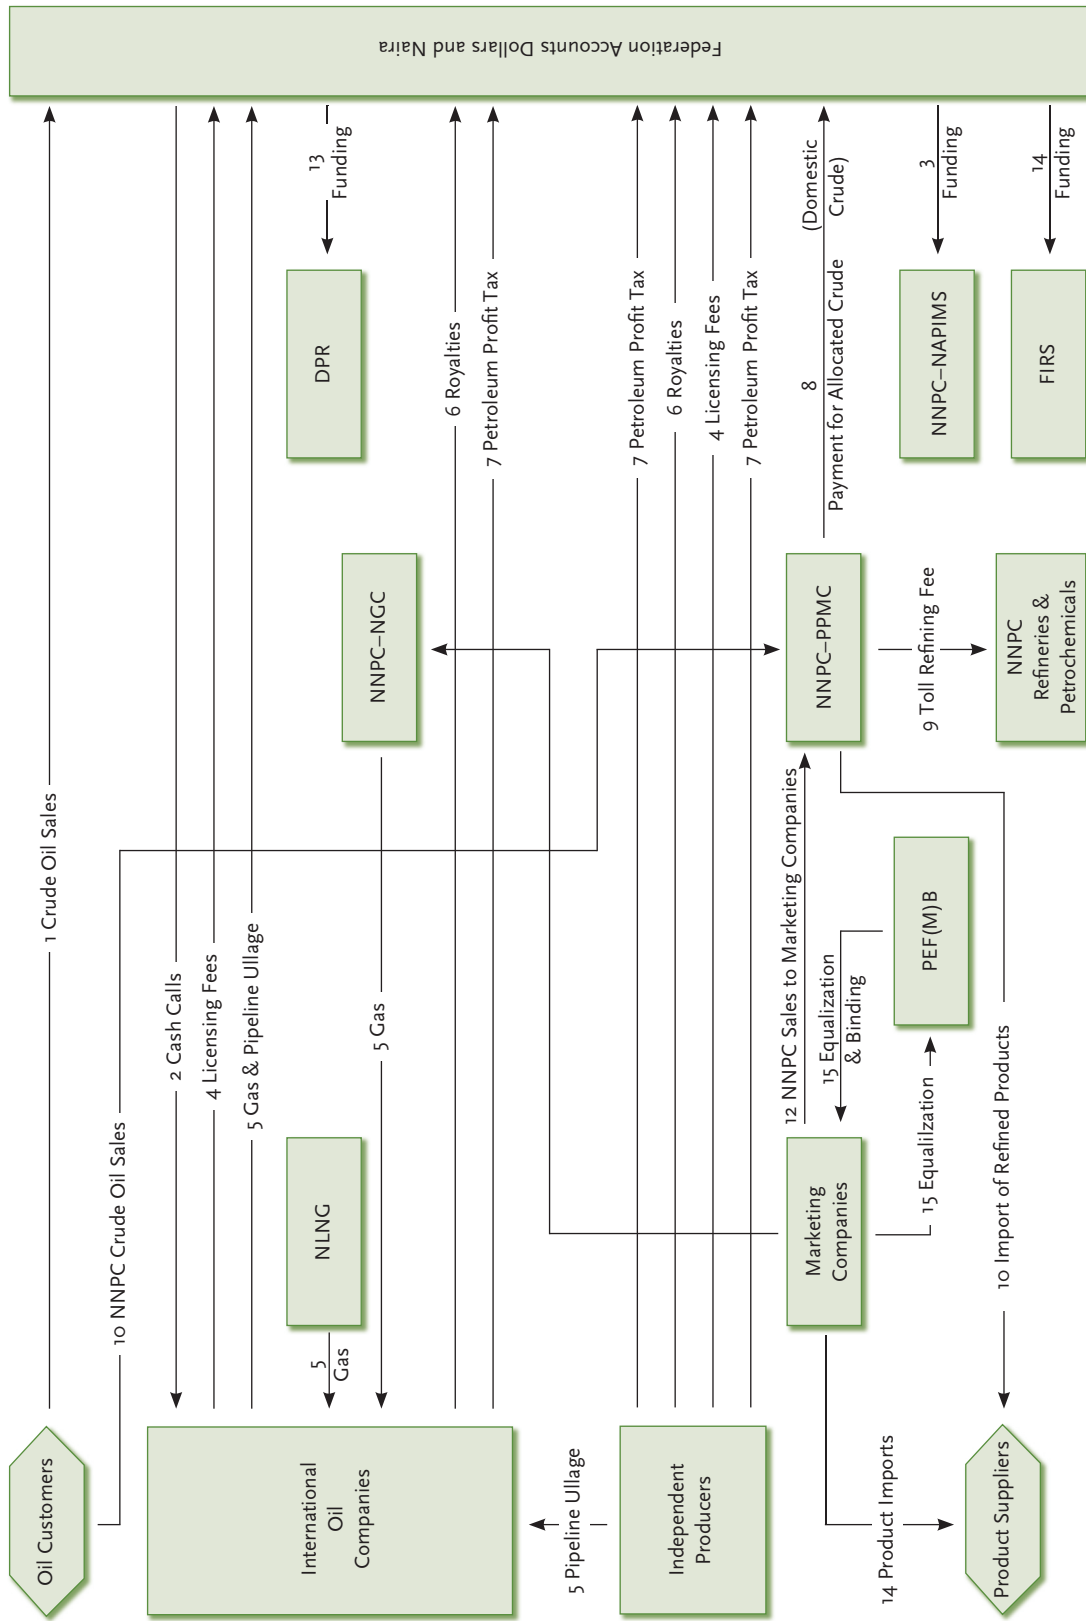 Federation Accounts Dollars and Naira
Oil Customers
1 Crude Oil Sales
10 NNPC Crude Oil Sales
International
Oil
Companies
2 Cash Calls
4 Licensing Fees
5 Gas & Pipeline Ullage
NLNG
5
Gas
NNPC–NGC
5 Gas
DPR
13
Funding
6 Royalties
7 Petroleum Profit Tax
5 Pipeline Ullage
Independent
Producers
7 Petroleum Profit Tax
6 Royalties
4 Licensing Fees
7 Petroleum Profit Tax
Marketing
Companies
12 NNPC Sales to Marketing Companies
15 Equalization
& Binding
15 Equalilzation
PEF(M)B
NNPC–PPMC
8
Payment for Allocated Crude
(Domestic
Crude)
9 Toll Refining Fee
NNPC
Refineries &
Petrochemicals
NNPC–NAPIMS
3
Funding
FIRS
14
Funding
14 Product Imports
10 Import of Refined Products
Product Suppliers